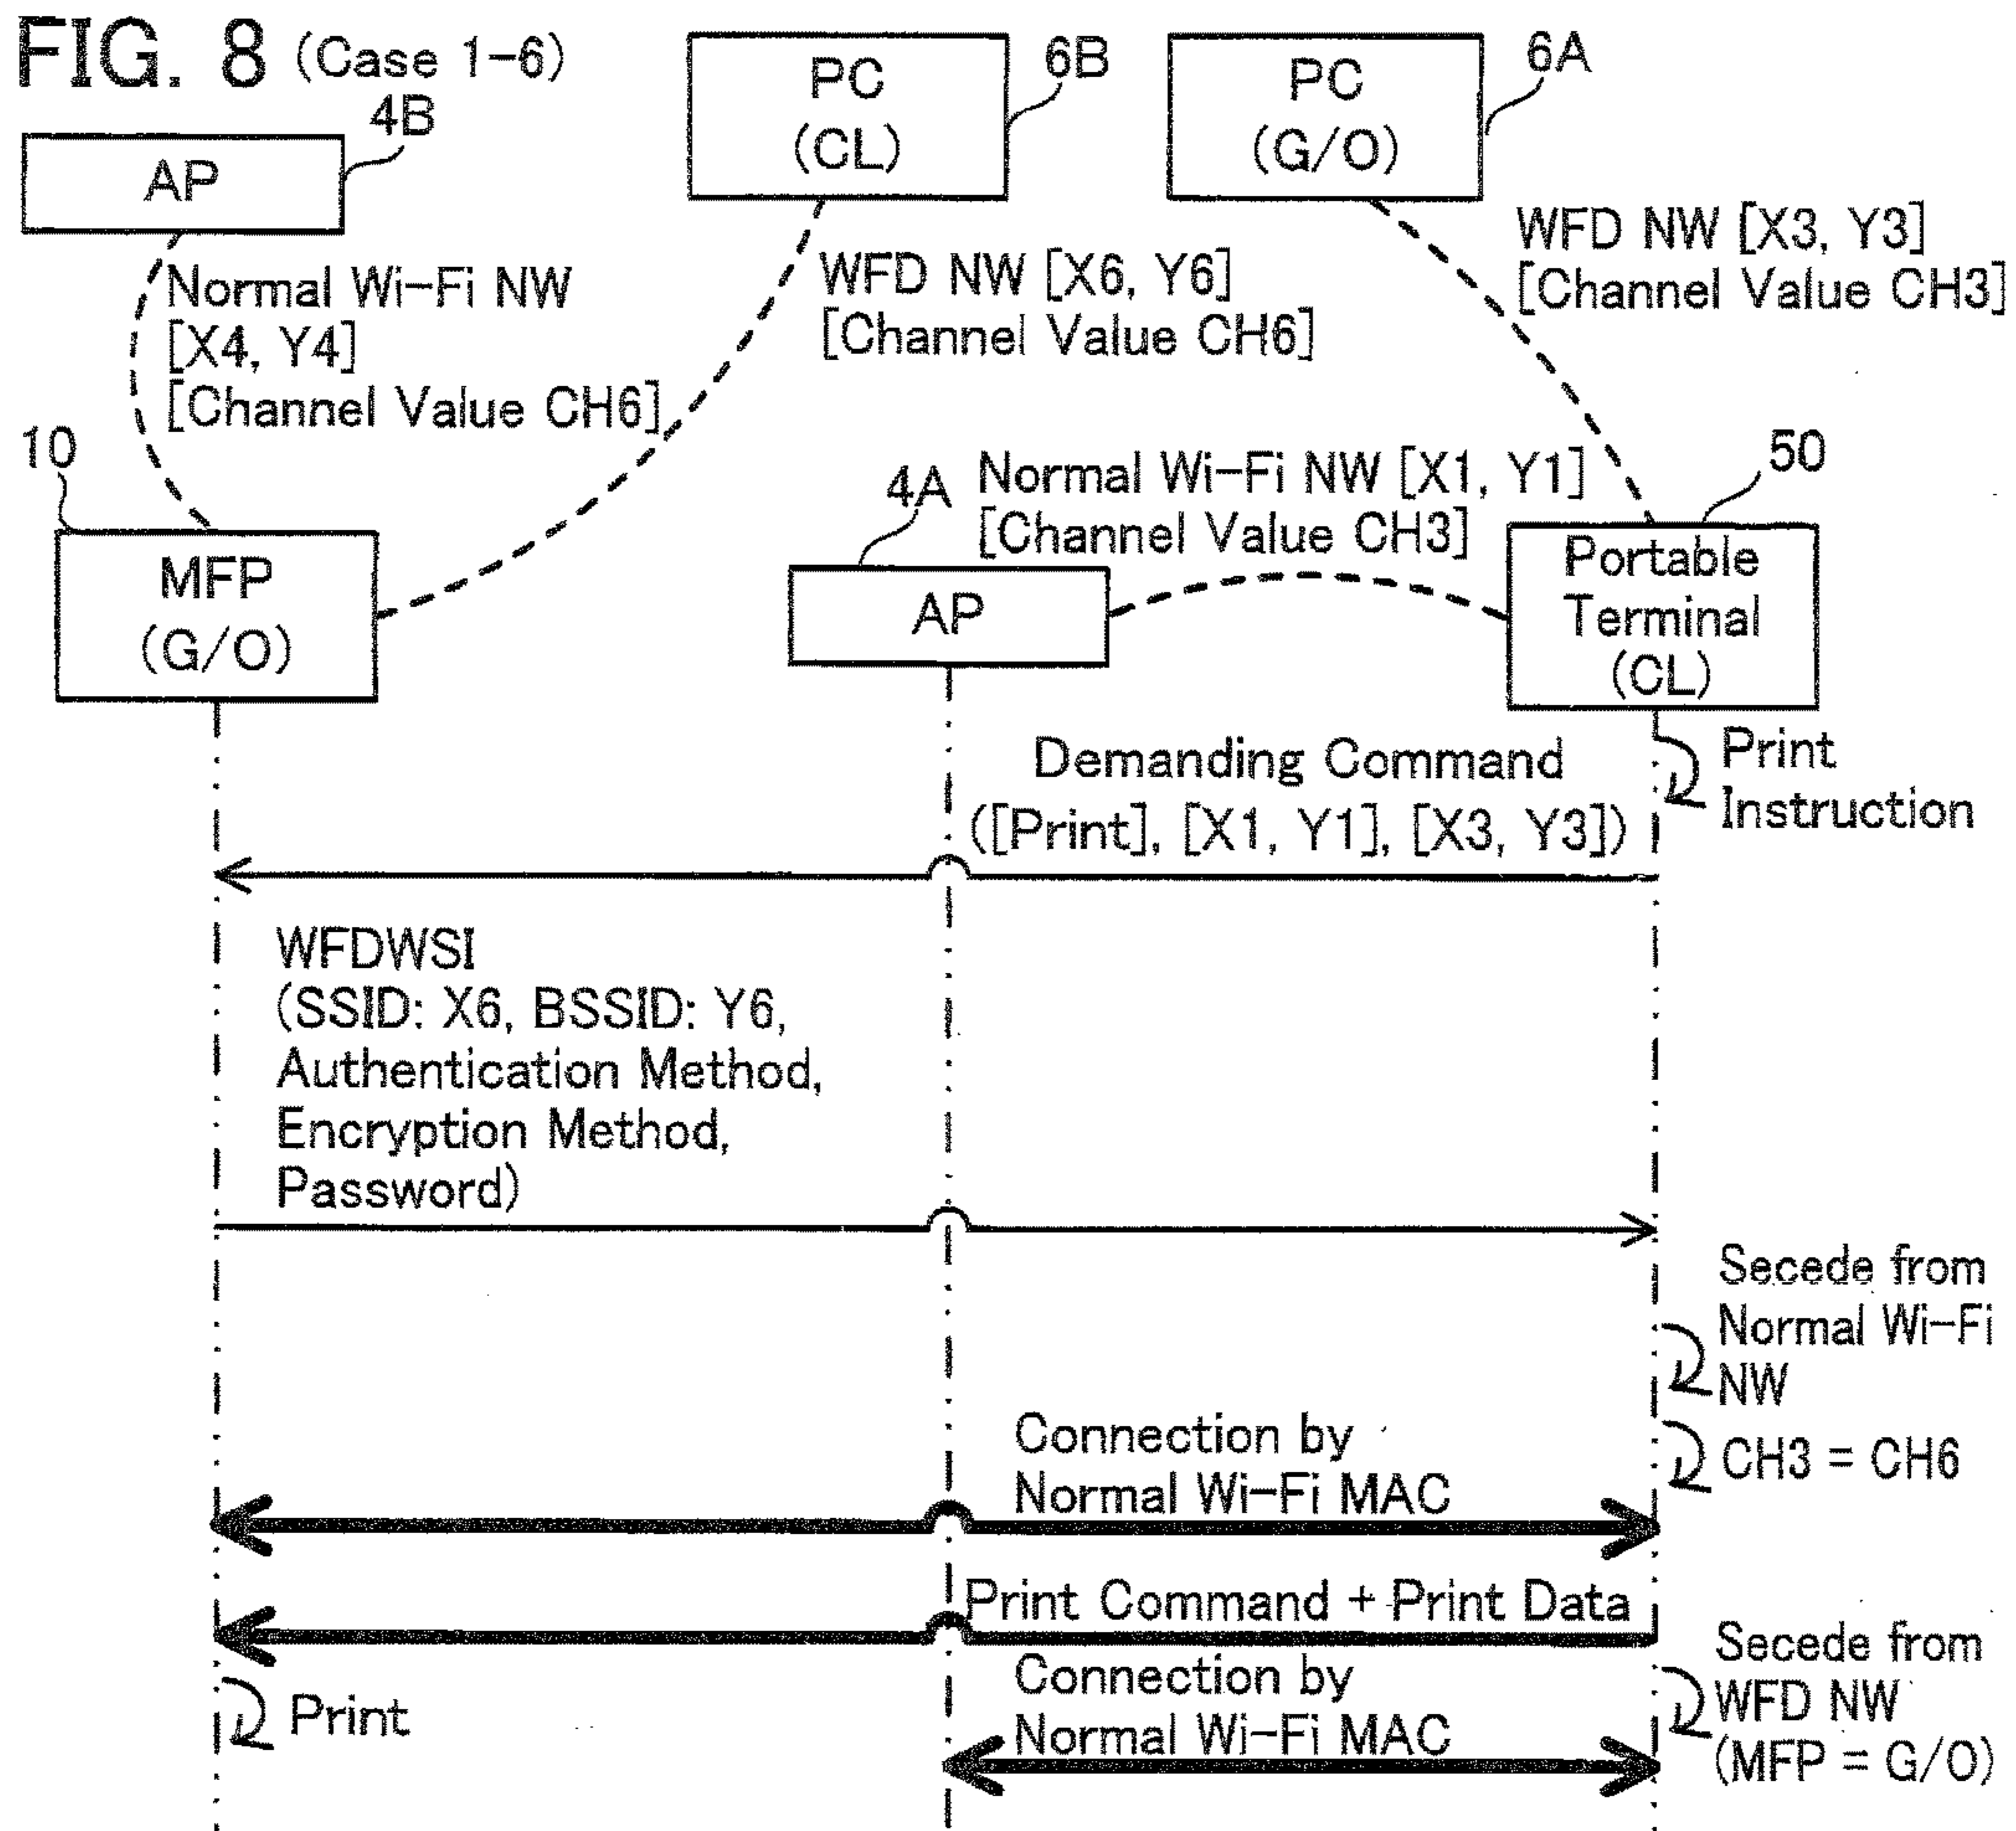 FIG. 8 (Case 1-6)
4B
AP
PC
(CL)
6B
PC
(G/O)
6A
Normal Wi-Fi NW
[X4, Y4]
[Channel Value CH6]
WFD NW [X6, Y6]
[Channel Value CH6]
WFD NW [X3, Y3]
[Channel Value CH3]
10
MFP
(G/O)
4A
AP
Normal Wi-Fi NW [X1, Y1]
[Channel Value CH3]
50
Portable
Terminal
(CL)
Print
Instruction
Demanding Command
([Print], [X1, Y1], [X3, Y3])
WFDWSI
(SSID: X6, BSSID: Y6,
Authentication Method,
Encryption Method,
Password)
Secede from
Normal Wi-Fi
NW
CH3 = CH6
Connection by
Normal Wi-Fi MAC
Print Command + Print Data
Print
Connection by
Normal Wi-Fi MAC
Secede from
WFD NW
(MFP = G/O)